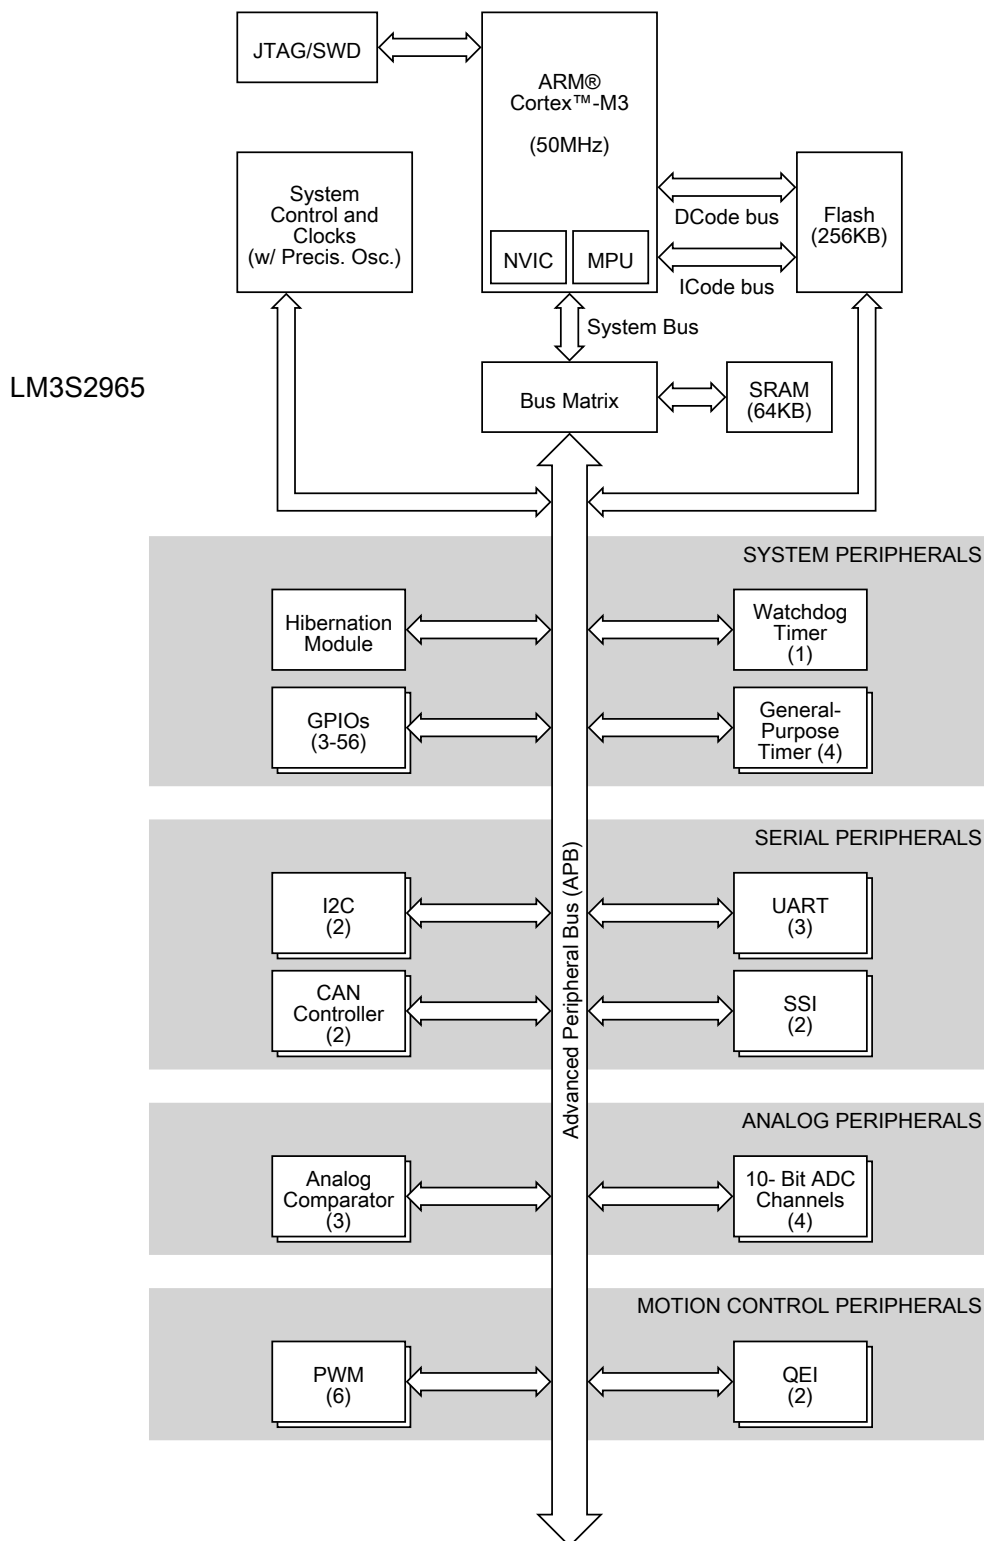 JTAG/SWD
ARM®
Cortex™-M3
(50MHz)
NVIC
MPU
System
Control and
Clocks
(w/ Precis. Osc.)
DCode bus
ICode bus
Flash
(256KB)
System Bus
LM3S2965
Bus Matrix
SRAM
(64KB)
SYSTEM PERIPHERALS
Hibernation
Module
Watchdog
Timer
(1)
GPIOs
(3-56)
General-
Purpose
Timer (4)
Advanced Peripheral Bus (APB)
SERIAL PERIPHERALS
I2C
(2)
UART
(3)
CAN
Controller
(2)
SSI
(2)
ANALOG PERIPHERALS
Analog
Comparator
(3)
10- Bit ADC
Channels
(4)
MOTION CONTROL PERIPHERALS
PWM
(6)
QEI
(2)